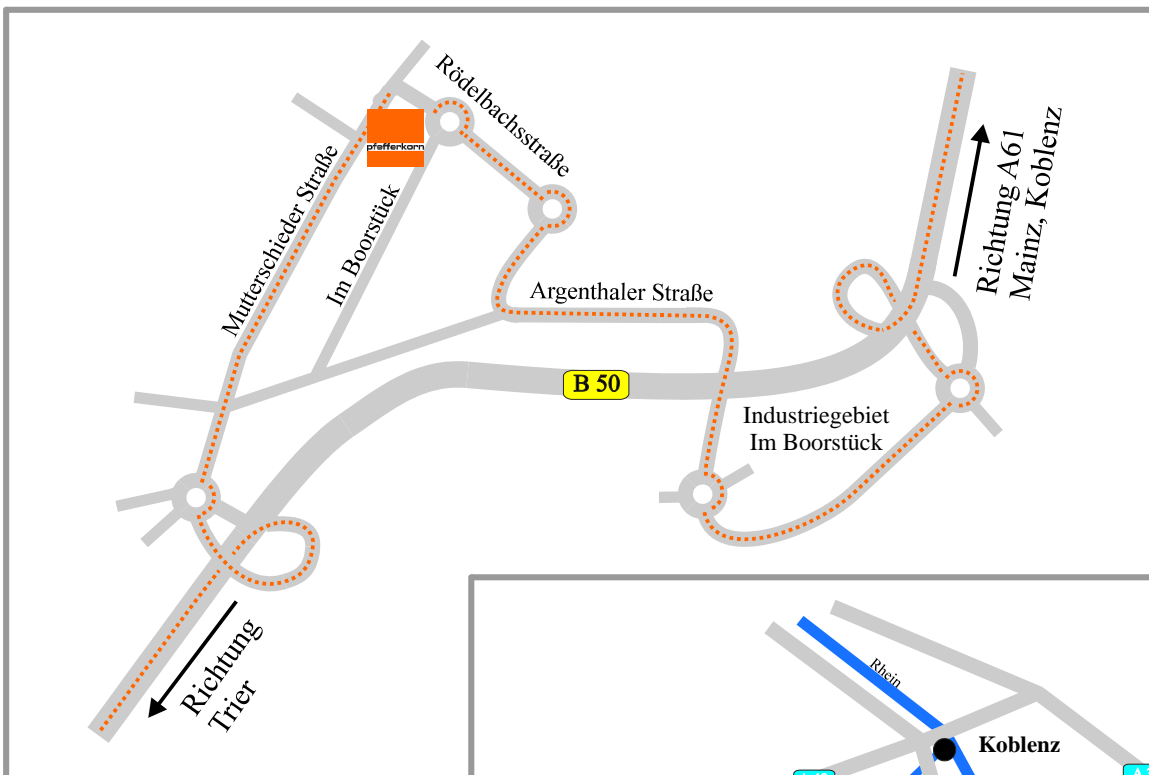 Rödelbachsstraße
pfefferkorn
Mutterschieder Straße
Im Boorstück
Argenthaler Straße
Richtung A61
Mainz, Koblenz
B 50
Industriegebiet
Im Boorstück
Richtung
Trier
Rhein
Koblenz